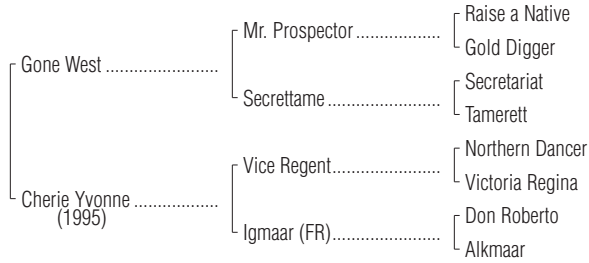 Raise a Native
Mr. Prospector
Gold Digger
Gone West
Secretariat
Secrettame
Tamerett
Northern Dancer
Vice Regent
Victoria Regina
Cherie Yvonne
(1995)
Don Roberto
Igmaar (FR)
Alkmaar